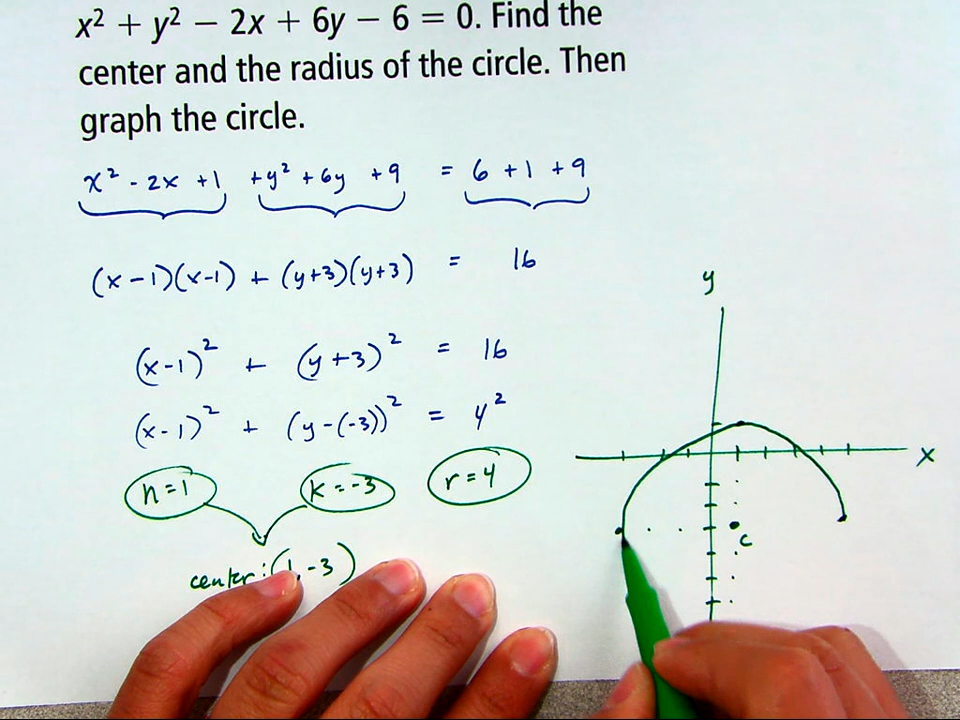 x² + y² − 2x + 6y − 6 = 0. Find the
center and the radius of the circle. Then
graph the circle.
x² - 2x +1 +y² + 6y +9 = 6 +1 +9
(x-1)(x-1) + (y+3)(y+3) = 16
(x-1)² + (y+3)² = 16
(x-1)² + (y-(-3))² = 4²
h=1 k=-3 r=4
center: (1,-3)
y
x
c